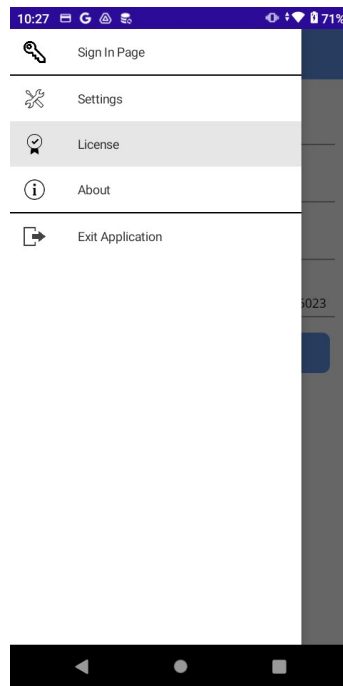 10:27 G 71%
Sign In Page
Settings
License
About
Exit Application
5023